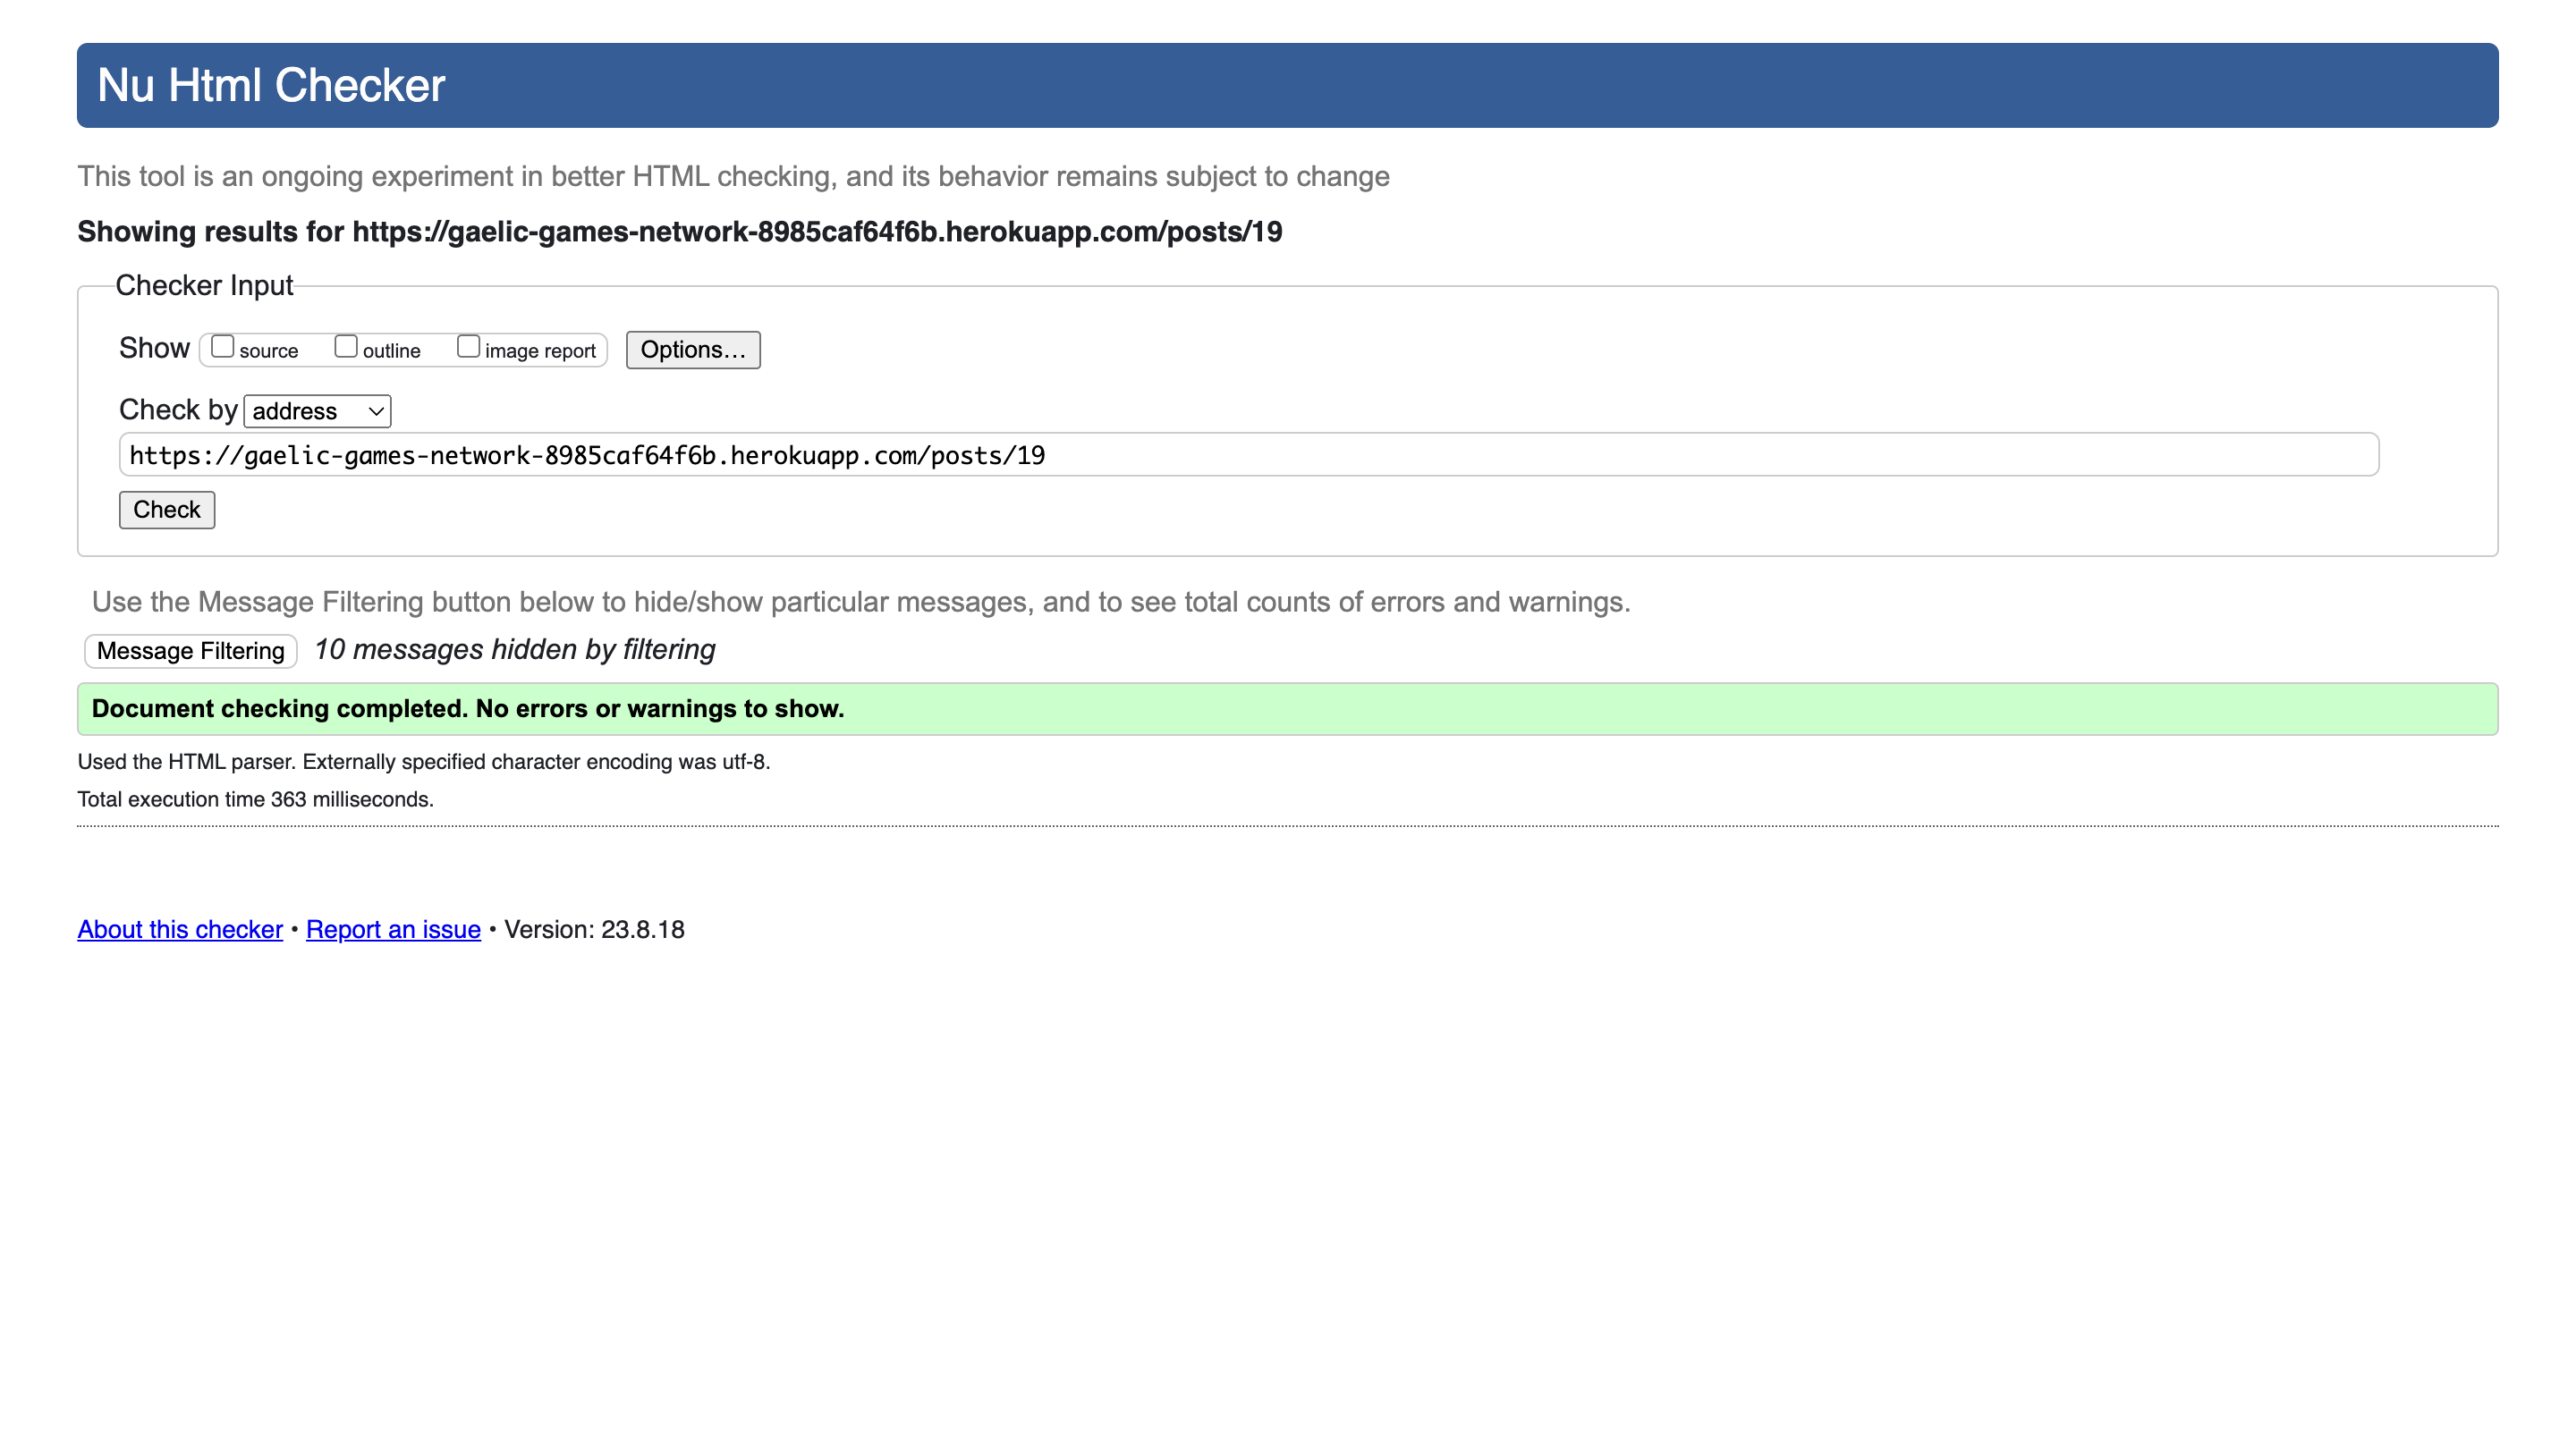 Nu Html Checker
This tool is an ongoing experiment in better HTML checking, and its behavior remains subject to change
Showing results for https://gaelic-games-network-8985caf64f6b.herokuapp.com/posts/19
Checker Input
Show source outline image report Options...
Check by address
https://gaelic-games-network-8985caf64f6b.herokuapp.com/posts/19
Check
Use the Message Filtering button below to hide/show particular messages, and to see total counts of errors and warnings.
Message Filtering 10 messages hidden by filtering
Document checking completed. No errors or warnings to show.
Used the HTML parser. Externally specified character encoding was utf-8.
Total execution time 363 milliseconds.
About this checker • Report an issue • Version: 23.8.18